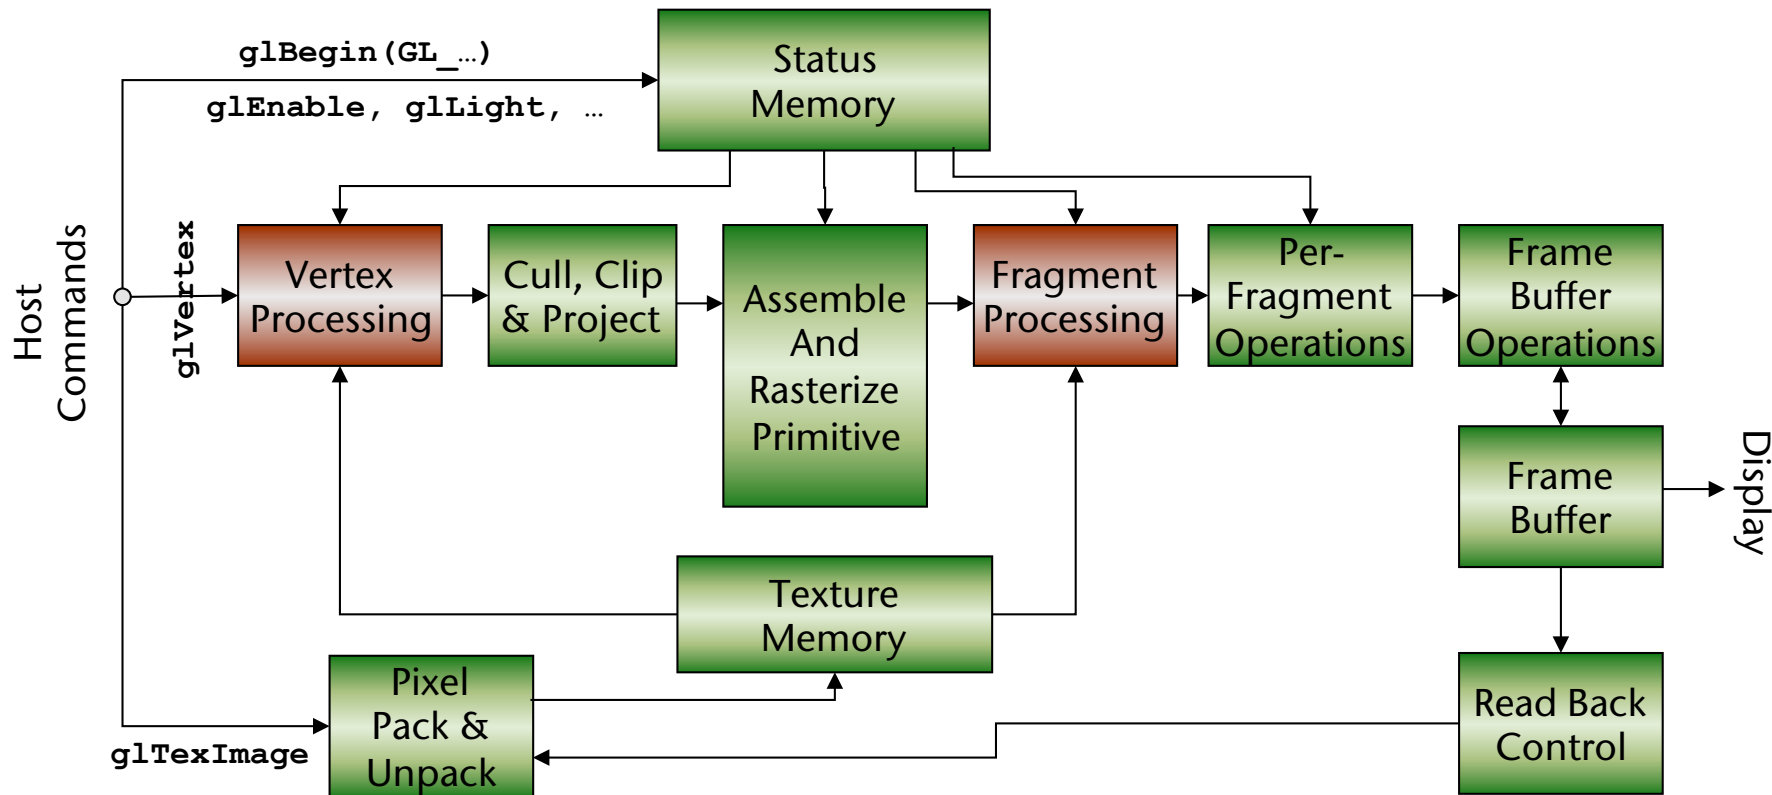 glBegin(GL_…)
glEnable, glLight, …
Status
Memory
Host
Commands
glVertex
Vertex
Processing
Cull, Clip
& Project
Assemble
And
Rasterize
Primitive
Fragment
Processing
Per-
Fragment
Operations
Frame
Buffer
Operations
Frame
Buffer
Display
Texture
Memory
glTexImage
Pixel
Pack &
Unpack
Read Back
Control